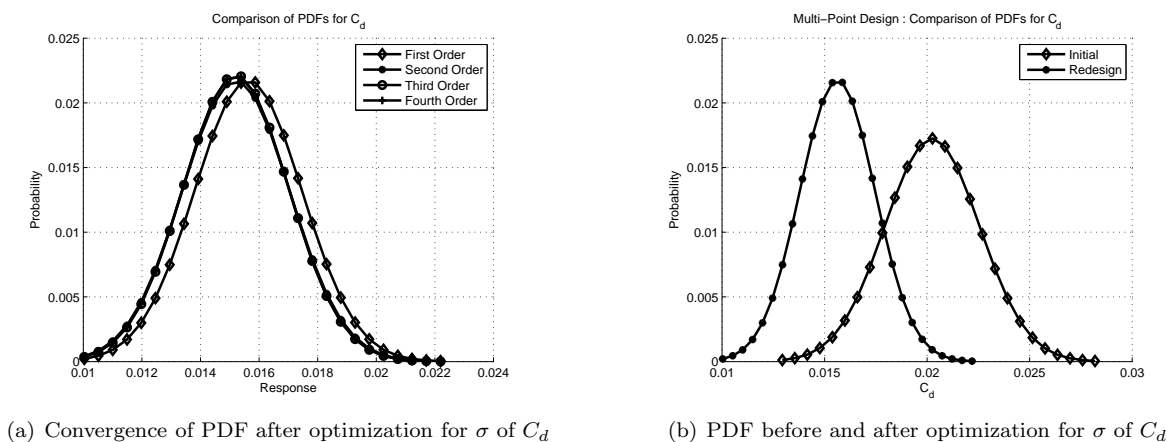 Comparison of PDFs for C_d
0.025
0.02
0.015
0.01
0.005
0
Probability
First Order
Second Order
Third Order
Fourth Order
0.01 0.012 0.014 0.016 0.018 0.02 0.022 0.024
Response
(a) Convergence of PDF after optimization for σ of C_d
Multi−Point Design : Comparison of PDFs for C_d
0.025
0.02
0.015
0.01
0.005
0
Probability
Initial
Redesign
0.01 0.015 0.02 0.025 0.03
C_d
(b) PDF before and after optimization for σ of C_d